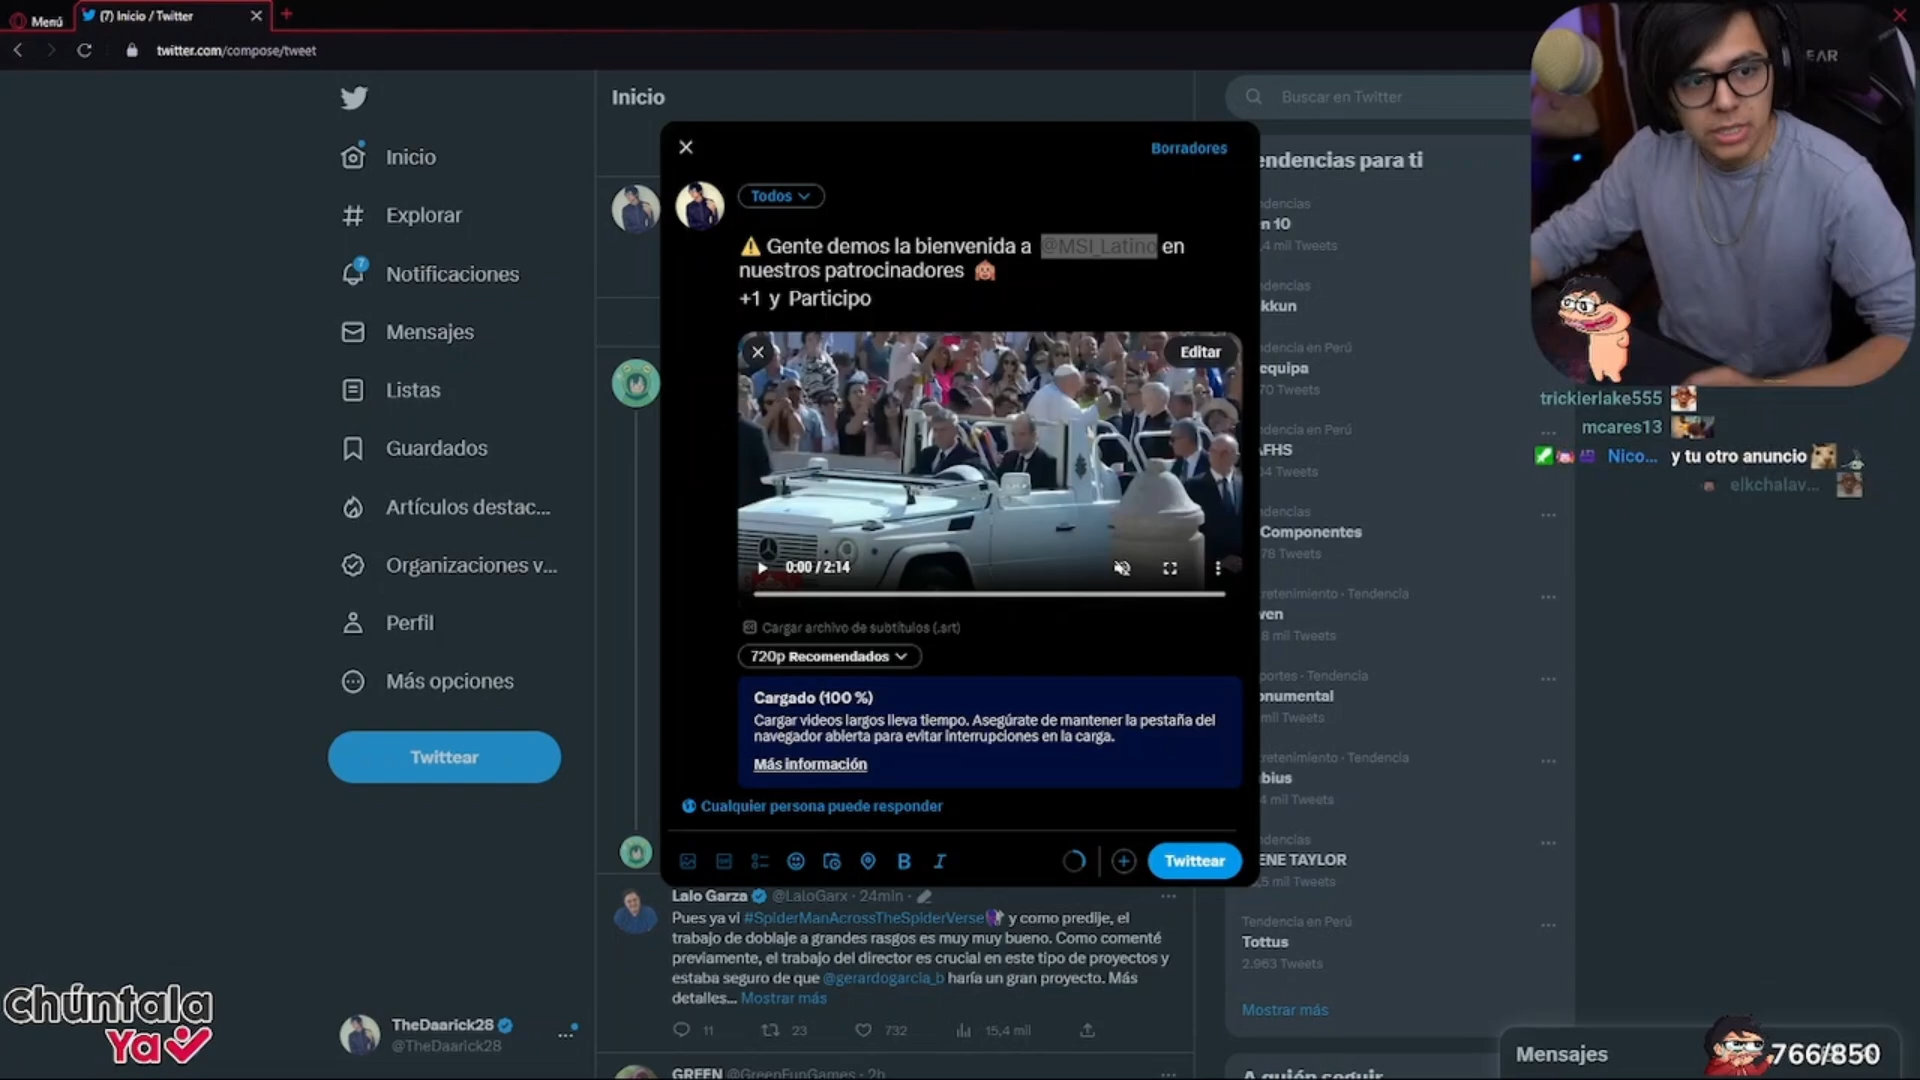 Menú
(7) Inicio / Twitter
twitter.com/compose/tweet
Inicio
Explorar
7
Notificaciones
Mensajes
Listas
Guardados
Artículos destac...
Organizaciones v...
Perfil
Más opciones
Twittear
TheDaarick28
@TheDaarick28
Chúntala
Ya
Inicio
Borradores
Todos
⚠️ Gente demos la bienvenida a @MSI_Latino en
nuestros patrocinadores 🙉
+1 y Participo
Editar
0:00 / 2:14
Cargar archivo de subtítulos (.srt)
720p Recomendados
Cargado (100 %)
Cargar videos largos lleva tiempo. Asegúrate de mantener la pestaña del
navegador abierta para evitar interrupciones en la carga.
Más información
Cualquier persona puede responder
B I
Twittear
Lalo Garza @LaloGarx · 24min ·
Pues ya vi #SpiderManAcrossTheSpiderVerse y como predije, el
trabajo de doblaje a grandes rasgos es muy muy bueno. Como comenté
previamente, el trabajo del director es crucial en este tipo de proyectos y
estaba seguro de que @gerardogarcia_b haría un gran proyecto. Más
detalles... Mostrar más
11 23 732 15,4 mil
GREEN @GreenFunGames · 2h
Buscar en Twitter
endencias para ti
ndencias
n 10
,4 mil Tweets
ndencias
kkun
dencia en Perú
equipa
70 Tweets
dencia en Perú
AFHS
04 Tweets
ndencias
Componentes
78 Tweets
retenimiento · Tendencia
ven
8 mil Tweets
portes · Tendencia
onumental
mil Tweets
retenimiento · Tendencia
bius
4 mil Tweets
ndencias
ENE TAYLOR
,5 mil Tweets
Tendencia en Perú
Tottus
2.963 Tweets
Mostrar más
A quién seguir
EAR
trickierlake555
mcares13
Nico... y tu otro anuncio
elkchalav...
Mensajes
766/850